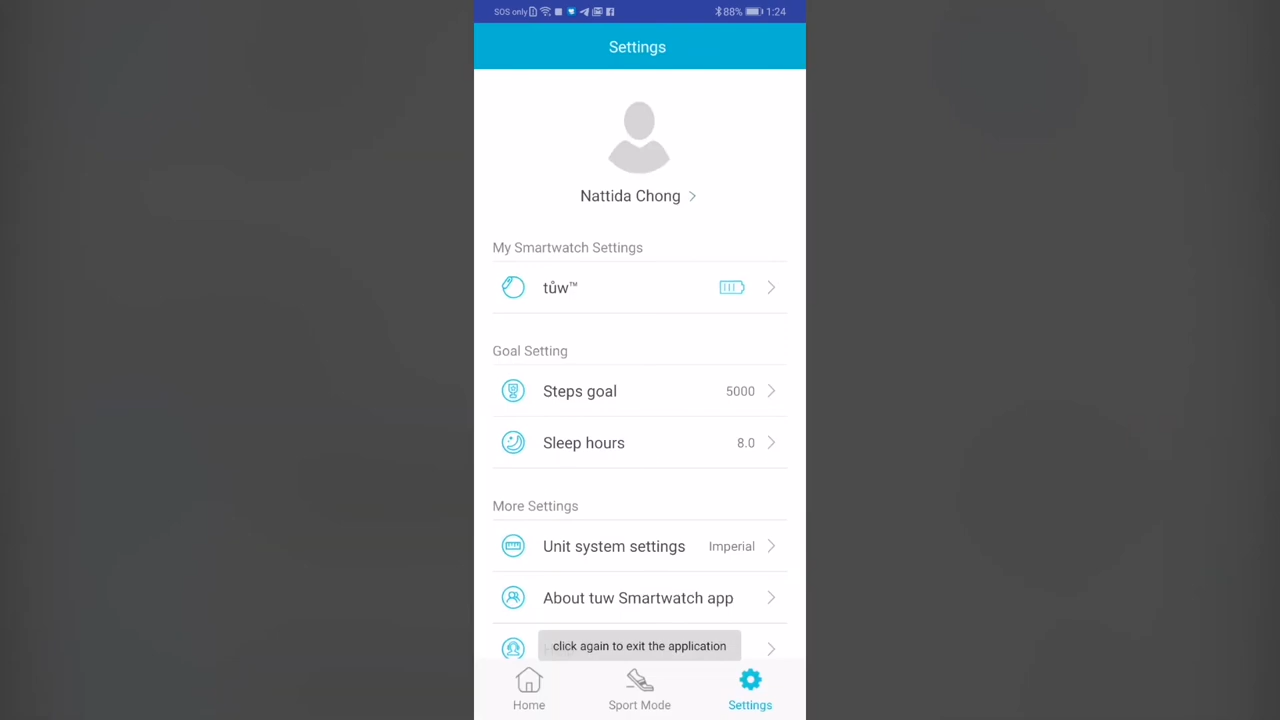 SOS only 88% 1:24
Settings
Nattida Chong
My Smartwatch Settings
tůw™
Goal Setting
Steps goal 5000
Sleep hours 8.0
More Settings
Unit system settings Imperial
About tuw Smartwatch app
click again to exit the application
Home Sport Mode Settings